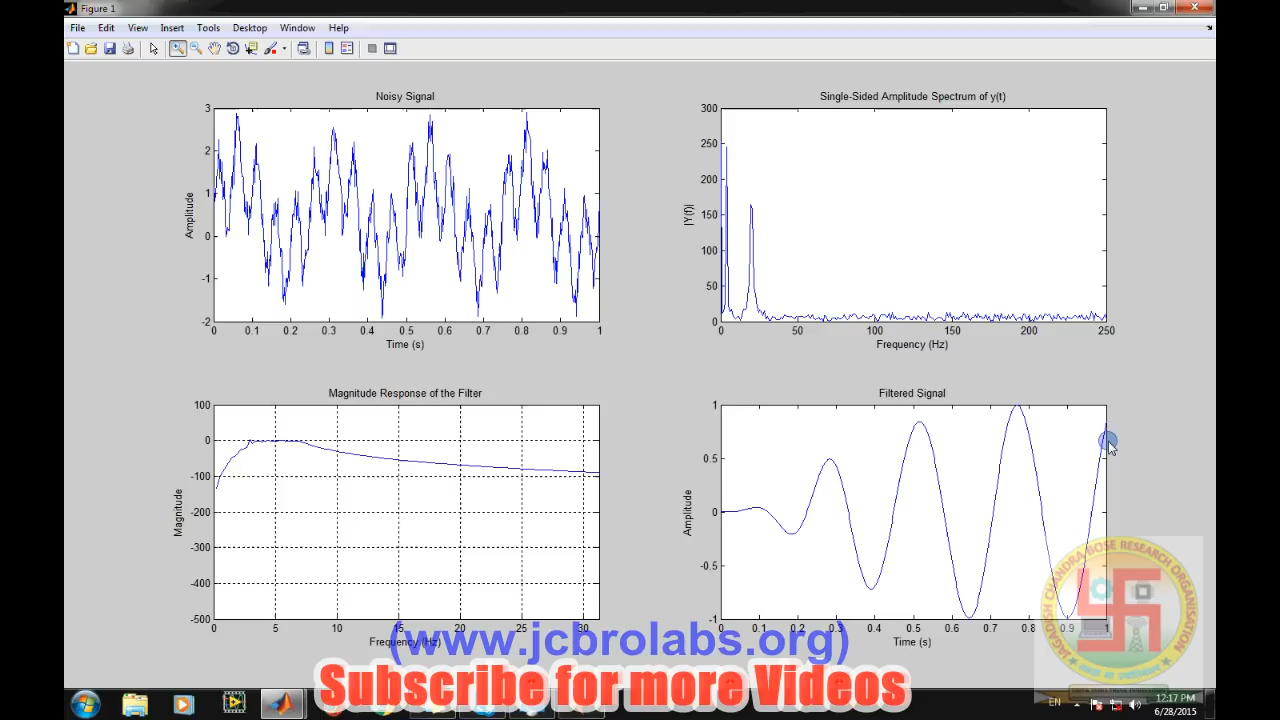 Figure 1
File Edit View Insert Tools Desktop Window Help
Noisy Signal
3
2
1
0
-1
-2
Amplitude
0 0.1 0.2 0.3 0.4 0.5 0.6 0.7 0.8 0.9 1
Time (s)
Single-Sided Amplitude Spectrum of y(t)
300
250
200
150
100
50
0
|Y(f)|
0 50 100 150 200 250
Frequency (Hz)
Magnitude Response of the Filter
100
0
-100
-200
-300
-400
-500
Magnitude
5 10 15 20 25 30
Frequency (Hz)
Filtered Signal
1
0.5
0
-0.5
-1
Amplitude
0 0.1 0.2 0.3 0.4 0.5 0.6 0.7 0.8 0.9 1
Time (s)
JAGADISH CHANDRA BOSE RESEARCH ORGANISATION
(www.jcbrolabs.org)
Subscribe for more Videos
EN
12:17 PM
6/28/2015